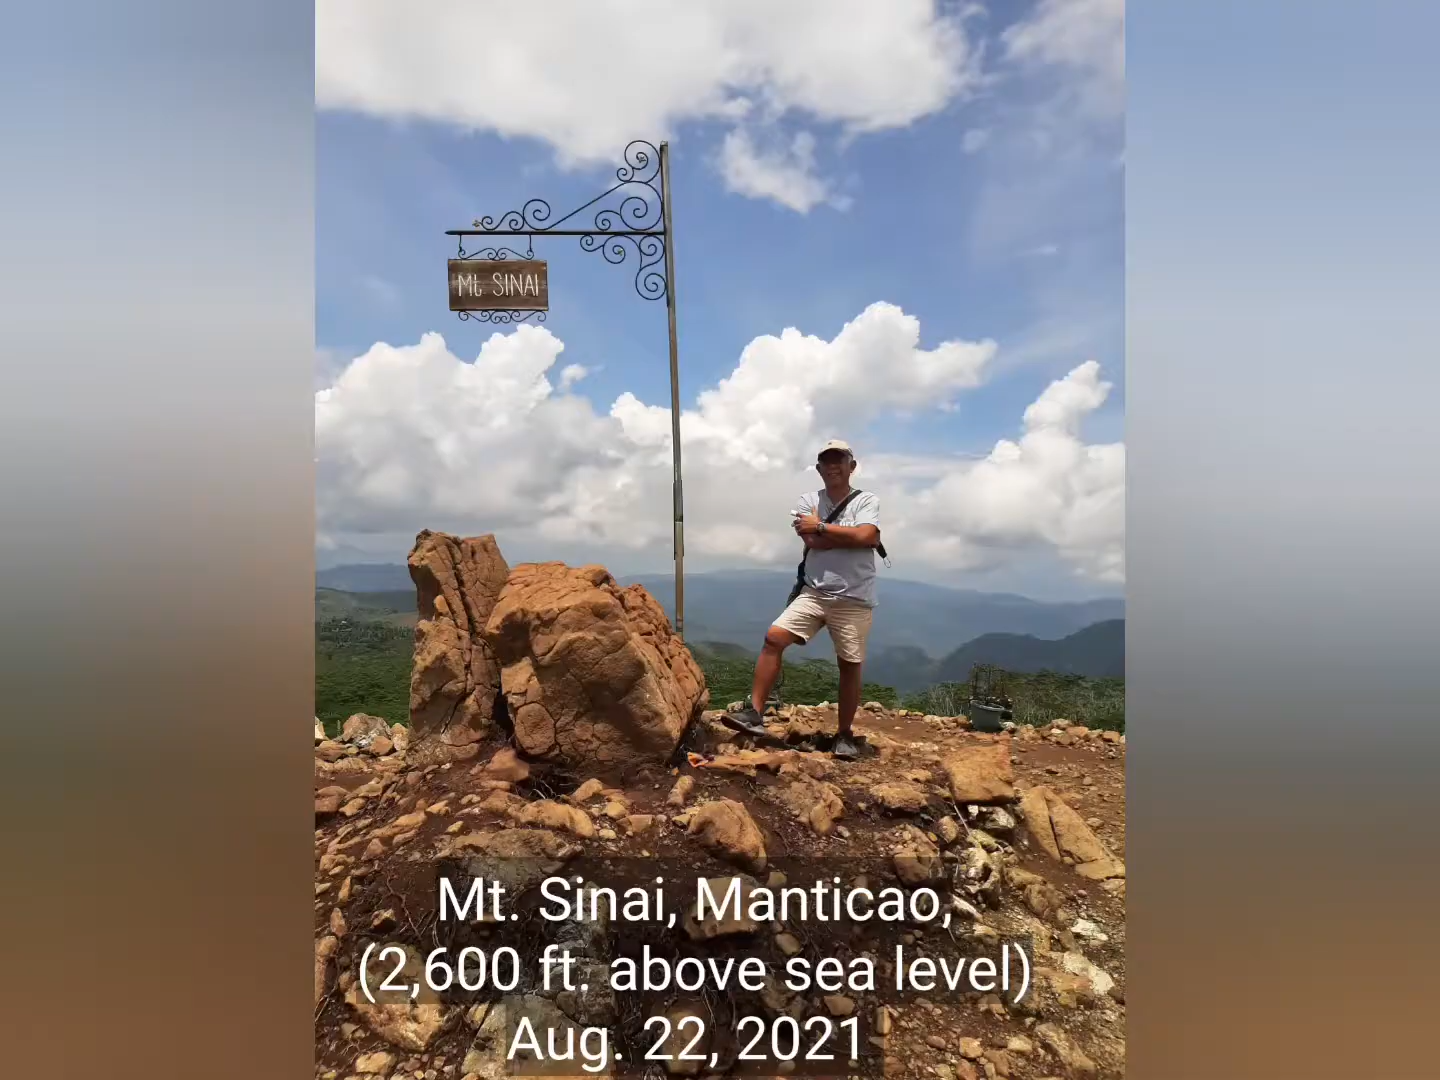 Mt SINAI
Mt. Sinai, Manticao,
(2,600 ft. above sea level)
Aug. 22, 2021